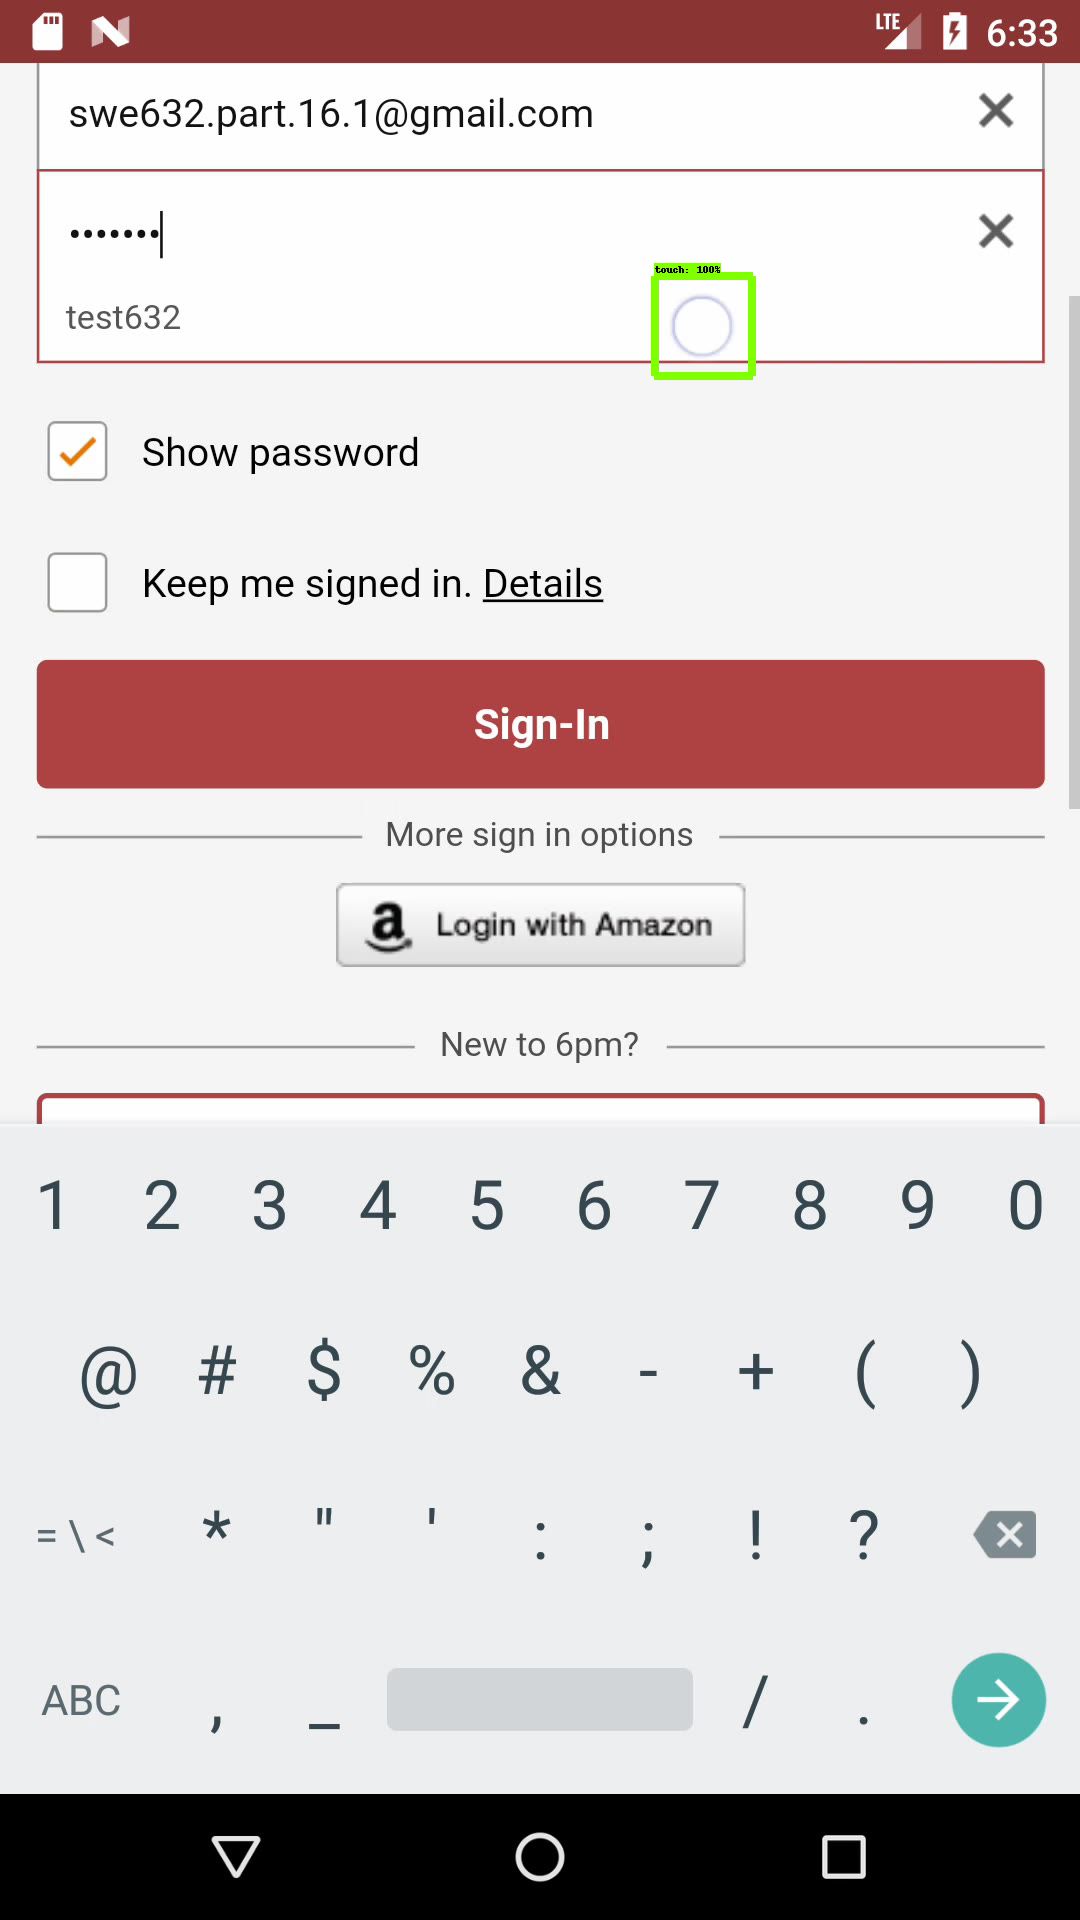 LTE 6:33
swe632.part.16.1@gmail.com
•••••••
touch: 100%
test632
Show password
Keep me signed in. Details
Sign-In
More sign in options
a Login with Amazon
New to 6pm?
1 2 3 4 5 6 7 8 9 0
@ # $ % & - + ( )
= \ < * " ' : ; ! ?
ABC , _ / .